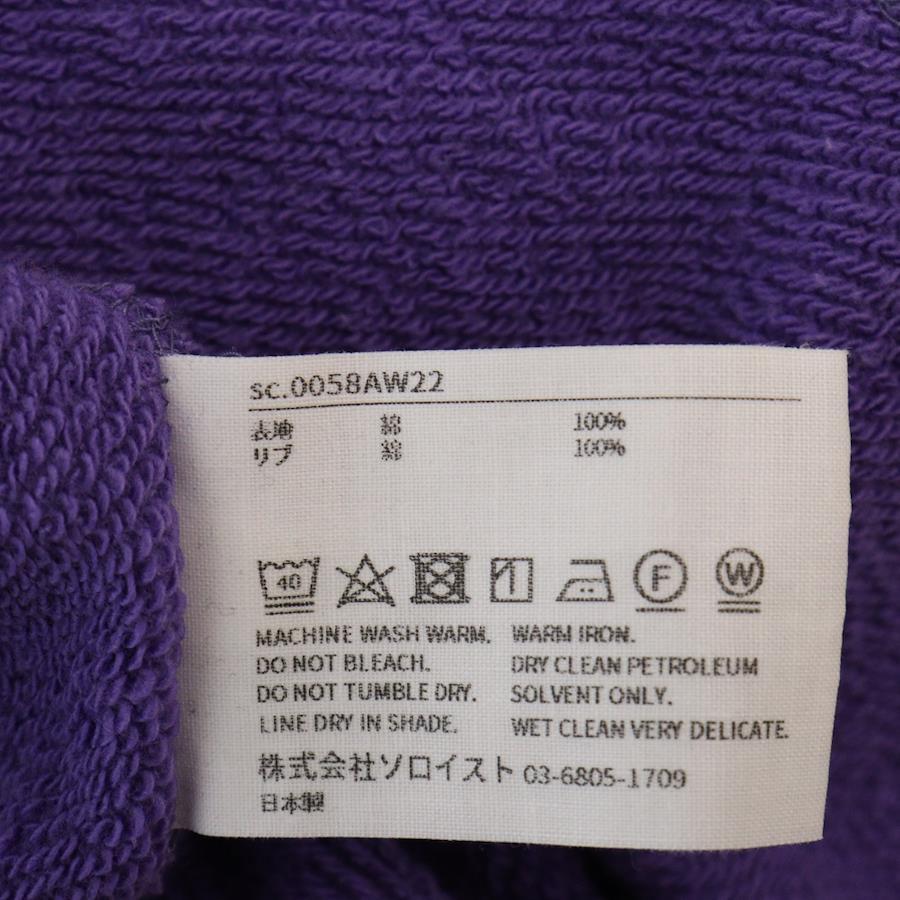 sc.0058AW22
表地 綿 100%
リブ 綿 100%
40 F W
MACHINE WASH WARM. WARM IRON.
DO NOT BLEACH. DRY CLEAN PETROLEUM
DO NOT TUMBLE DRY. SOLVENT ONLY.
LINE DRY IN SHADE. WET CLEAN VERY DELICATE.
株式会社ソロイスト 03-6805-1709
日本製